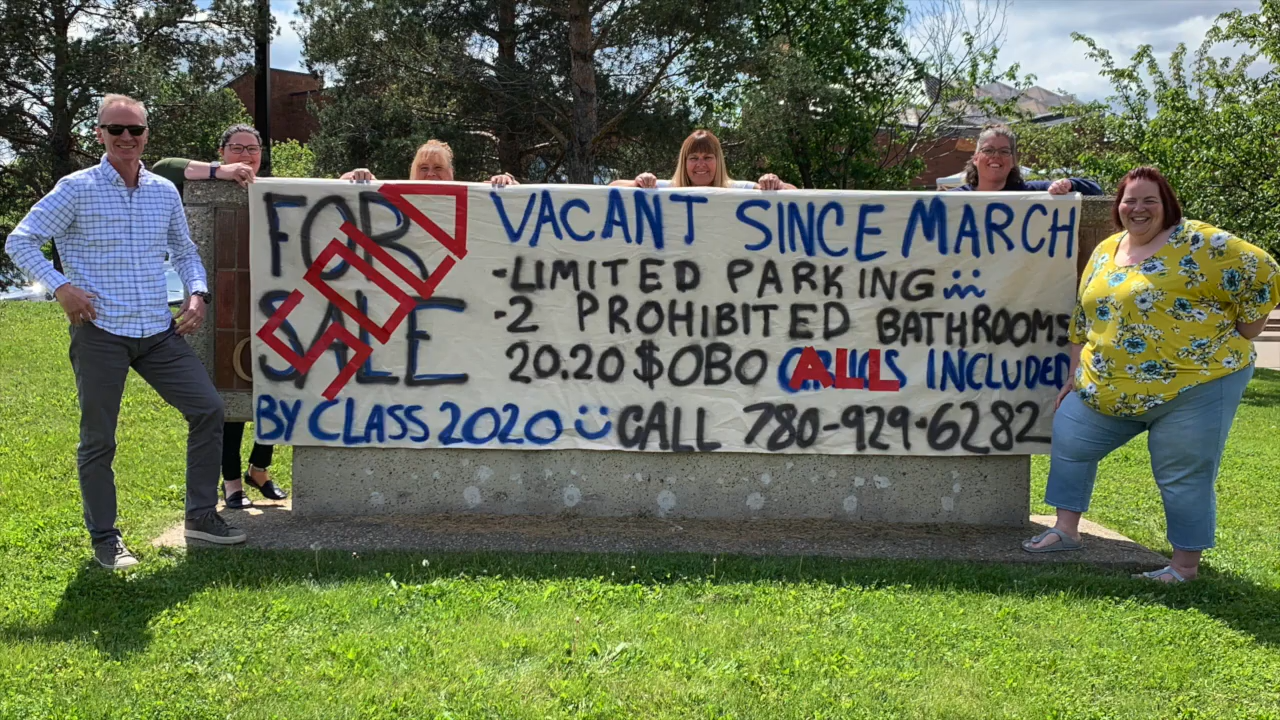 FOR SALE
SOLD
BY CLASS 2020 :)
VACANT SINCE MARCH
-LIMITED PARKING
-2 PROHIBITED BATHROOMS
20.20 $OBO ALL INCLUDED
CALL 780-929-6282